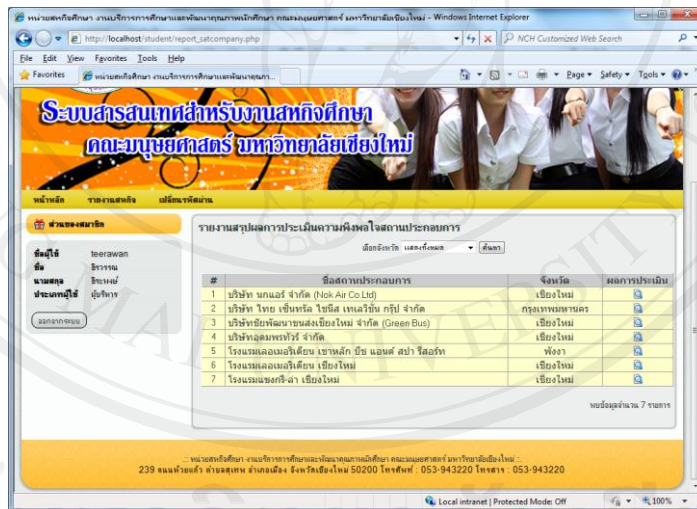 หน่วยสหกิจศึกษา งานบริการการศึกษาและพัฒนาคุณภาพนักศึกษา คณะมนุษยศาสตร์ มหาวิทยาลัยเชียงใหม่ - Windows Internet Explorer
http://localhost/student/report_satcompany.php
NCH Customized Web Search
File Edit View Favorites Tools Help
Favorites
หน่วยสหกิจศึกษา งานบริการการศึกษาและพัฒนาคุณภา...
Page Safety Tools
ระบบสารสนเทศสำหรับงานสหกิจศึกษา
คณะมนุษยศาสตร์ มหาวิทยาลัยเชียงใหม่
หน้าหลัก รายงานสหกิจ เปลี่ยนรหัสผ่าน
ส่วนของสมาชิก
ชื่อผู้ใช้ teerawan
ชื่อ ธีรวรรณ
นามสกุล
ประเภทผู้ใช้ ผู้บริหาร
ออกจากระบบ
รายงานสรุปผลการประเมินความพึงพอใจสถานประกอบการ
เลือกจังหวัด แสดงทั้งหมด ค้นหา
# ชื่อสถานประกอบการ จังหวัด ผลการประเมิน
1 บริษัท นกแอร์ จำกัด (Nok Air Co.Ltd) เชียงใหม่
2 บริษัท ไทย เซ็นทรัล ไชนีส เทเลวิชั่น กรุ๊ป จำกัด กรุงเทพมหานคร
3 บริษัทชัยพัฒนาขนส่งเชียงใหม่ จำกัด (Green Bus) เชียงใหม่
4 บริษัทอุดมพรทัวร์ จำกัด เชียงใหม่
5 โรงแรมเลอเมอริเดียน เขาหลัก บีช แอนด์ สปา รีสอร์ท พังงา
6 โรงแรมเลอเมอริเดียน เชียงใหม่ เชียงใหม่
7 โรงแรมแชงกรี-ล่า เชียงใหม่ เชียงใหม่
พบข้อมูลจำนวน 7 รายการ
..:: หน่วยสหกิจศึกษา งานบริการการศึกษาและพัฒนาคุณภาพนักศึกษา คณะมนุษยศาสตร์ มหาวิทยาลัยเชียงใหม่ ::..
239 ถนนห้วยแก้ว ตำบลสุเทพ อำเภอเมือง จังหวัดเชียงใหม่ 50200 โทรศัพท์ : 053-943220 โทรสาร : 053-943220
Local intranet | Protected Mode: Off
100%